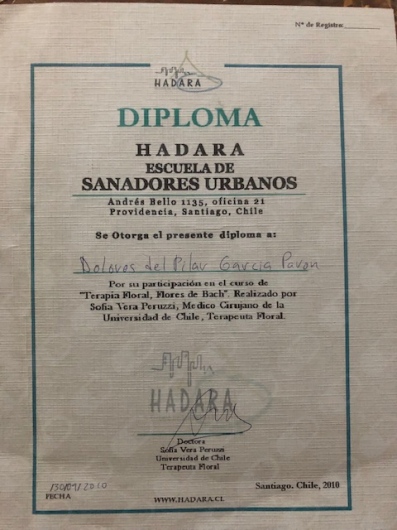 Nº de Registro
HADARA
DIPLOMA
HADARA
ESCUELA DE
SANADORES URBANOS
Andrés Bello 1135, oficina 21
Providencia, Santiago, Chile
Se Otorga el presente diploma a:
Dolores del Pilar García Pavon
Por su participación en el curso de
"Terapia Floral, Flores de Bach". Realizado por
Sofia Vera Peruzzi, Medico Cirujano de la
Universidad de Chile, Terapeuta Floral.
HADARA
Doctora
Sofia Vera Peruzzi
Universidad de Chile
Terapeuta Floral
2010
FECHA
Santiago. Chile, 2010
WWW.HADARA.CL